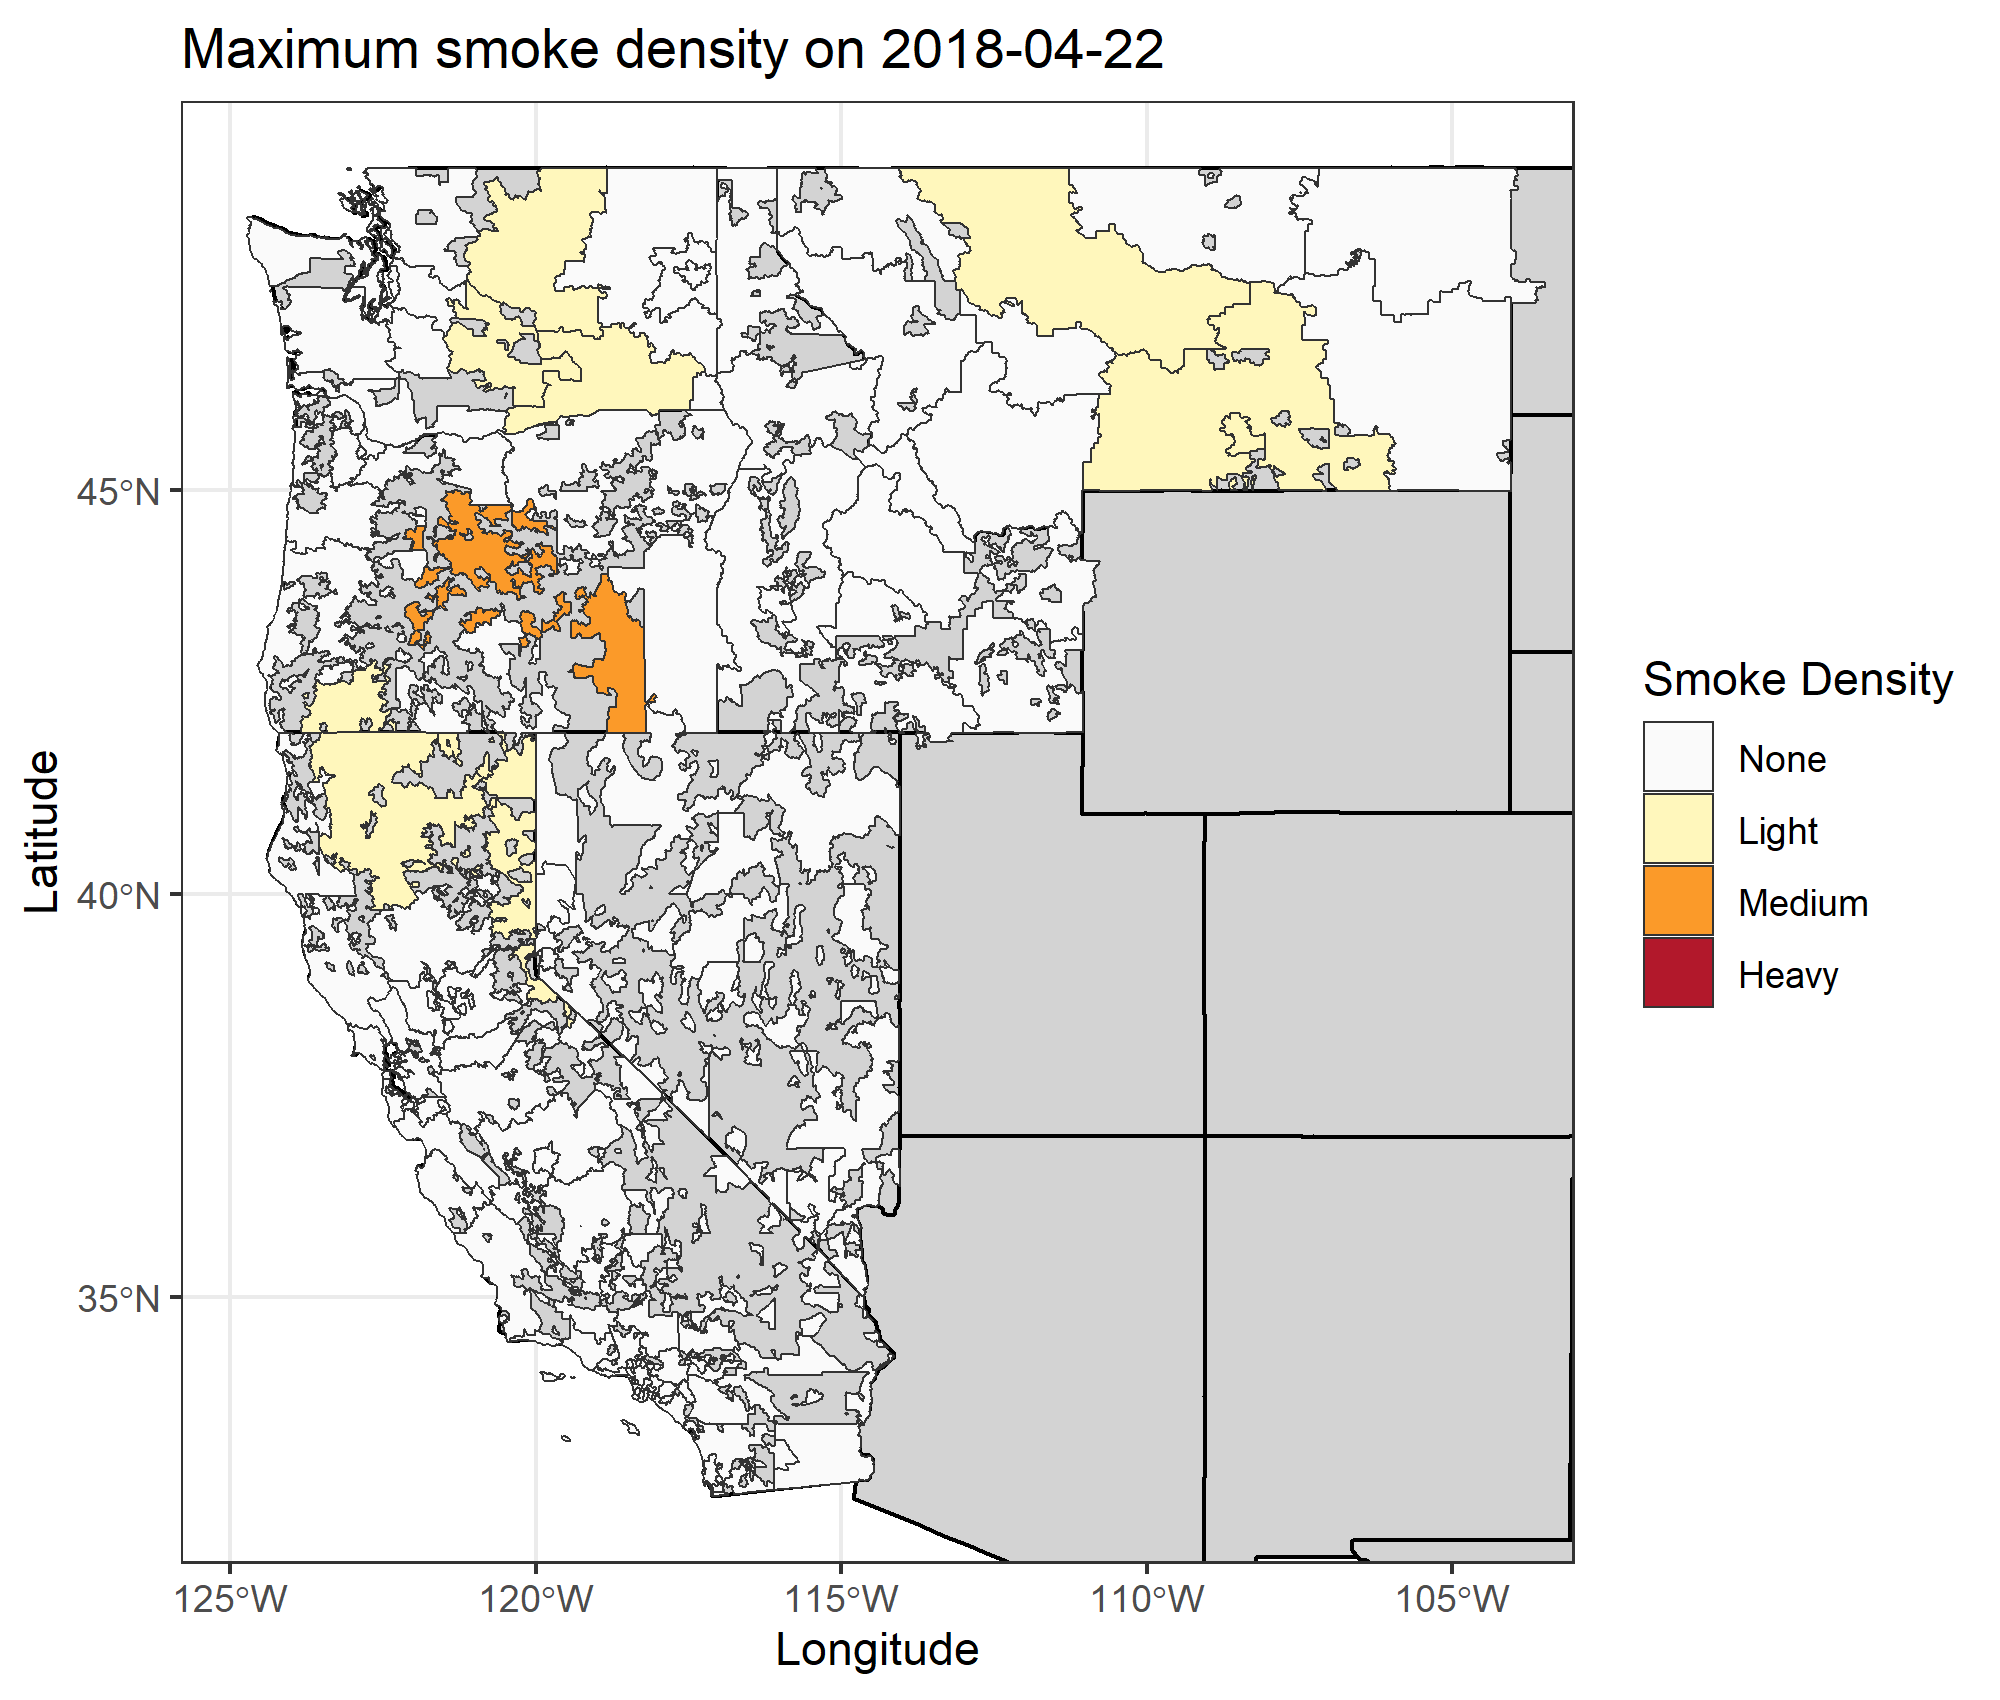 Maximum smoke density on 2018-04-22
45°N
40°N
35°N
Latitude
125°W 120°W 115°W 110°W 105°W
Longitude
Smoke Density
None
Light
Medium
Heavy